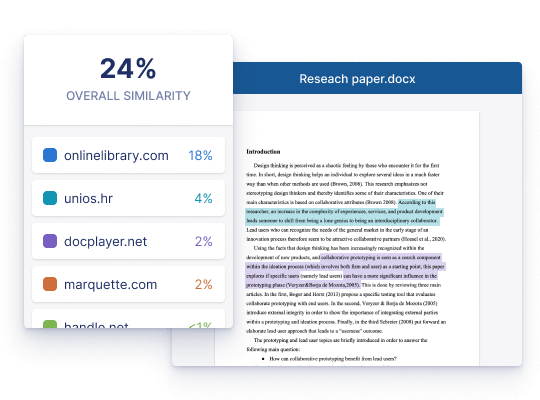 24%
OVERALL SIMILARITY
onlinelibrary.com 18%
unios.hr 4%
docplayer.net 2%
marquette.com 2%
handle.net <1%
Reseach paper.docx
Introduction
Design thinking is perceived as a chaotic feeling by those who encounter it for the first
time. In short, design thinking helps an individual to explore several ideas in a much faster
way than when other methods are used (Brown, 2008). This research emphasizes not
stereotyping design thinkers and thereby identifies some of their characteristics. One of their
main characteristics is based on collaborative attributes (Brown, 2008). According to this
researcher, an increase in the complexity of experiences, services, and product development
leads someone to shift from being a lone genius to being an interdisciplinary collaborator.
Lead users who can recognize the needs of the general market in the early stage of an
innovation process therefore seem to be attractive collaborative partners (Hossel et al., 2020).
Using the facts that design thinking has been increasingly recognized within the
development of new products, and collaborative prototyping is seen as a search component
within the ideation process (which involves both firm and user) as a starting point, this paper
explores if specific users (namely lead users) can have a more significant influence in the
prototyping phase (Veryzer&Borja de Mozota,2005). This is done by reviewing three main
articles. In the first, Boger and Horst (2013) propose a specific testing tool that evaluates
collaborate prototyping with end users. In the second, Veryzer&Borja de Mozota (2005)
introduce external integrity in order to show the importance of integrating external parties
within a prototyping and ideation process. Finally, in the third Schreier (2006) put forward an
elaborate lead user approach that leads to a "userness" outcome.
The prototyping and lead user topics are briefly introduced in order to answer the
following main question:
• How can collaborative prototyping benefit from lead users?